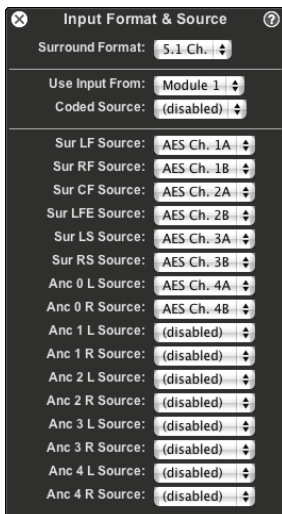 Input Format & Source ?
Surround Format: 5.1 Ch.
Use Input From: Module 1
Coded Source: (disabled)
Sur LF Source: AES Ch. 1A
Sur RF Source: AES Ch. 1B
Sur CF Source: AES Ch. 2A
Sur LFE Source: AES Ch. 2B
Sur LS Source: AES Ch. 3A
Sur RS Source: AES Ch. 3B
Anc 0 L Source: AES Ch. 4A
Anc 0 R Source: AES Ch. 4B
Anc 1 L Source: (disabled)
Anc 1 R Source: (disabled)
Anc 2 L Source: (disabled)
Anc 2 R Source: (disabled)
Anc 3 L Source: (disabled)
Anc 3 R Source: (disabled)
Anc 4 L Source: (disabled)
Anc 4 R Source: (disabled)